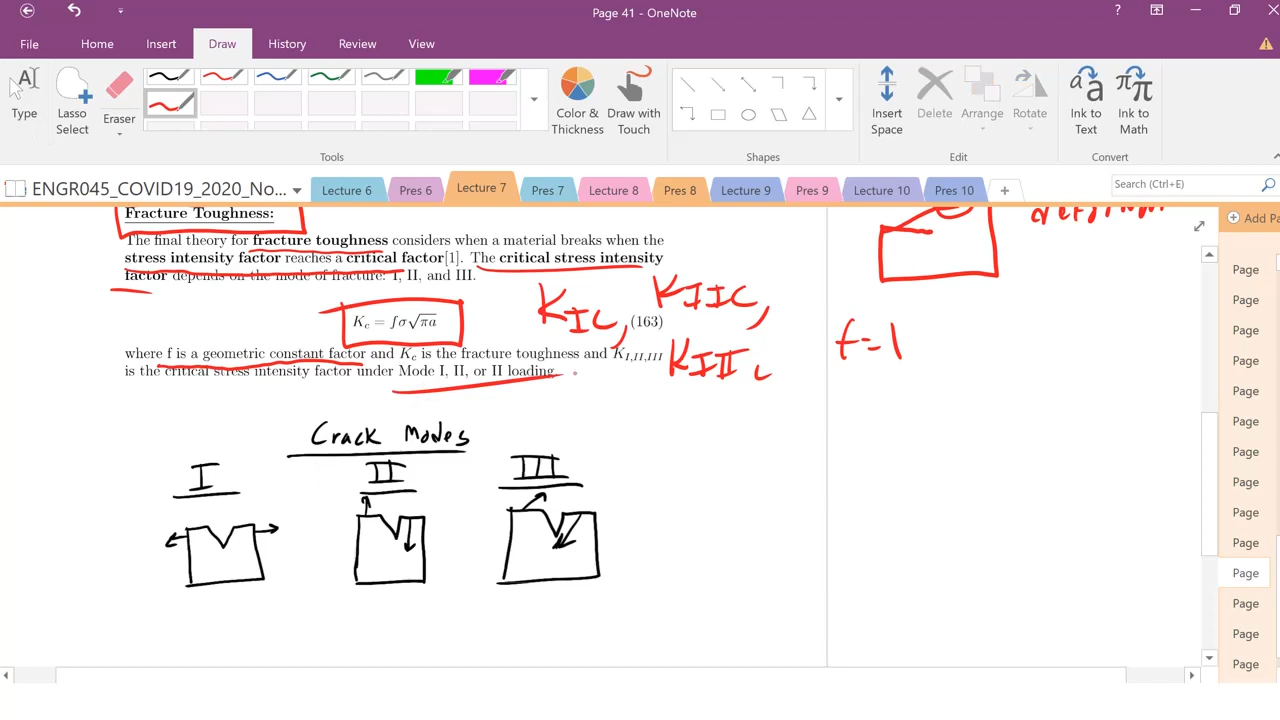 Page 41 - OneNote
?
File Home Insert Draw History Review View
Type
Lasso Select
Eraser
Color & Thickness
Draw with Touch
Insert Space
Delete
Arrange
Rotate
Ink to Text
Ink to Math
Tools
Shapes
Edit
Convert
ENGR045_COVID19_2020_No...
Lecture 6 Pres 6 Lecture 7 Pres 7 Lecture 8 Pres 8 Lecture 9 Pres 9 Lecture 10 Pres 10 +
Search (Ctrl+E)
Add Pa
Page
Page
Page
Page
Page
Page
Page
Page
Page
Page
Page
Page
Page
Page
Fracture Toughness:
The final theory for fracture toughness considers when a material breaks when the
stress intensity factor reaches a critical factor[1]. The critical stress intensity
factor depends on the mode of fracture: I, II, and III.
K_c = fσ√πa (163)
KIC, KIIC,
KIIIC
f=1
where f is a geometric constant factor and K_c is the fracture toughness and K_I,II,III
is the critical stress intensity factor under Mode I, II, or II loading.
Crack Modes
I II III